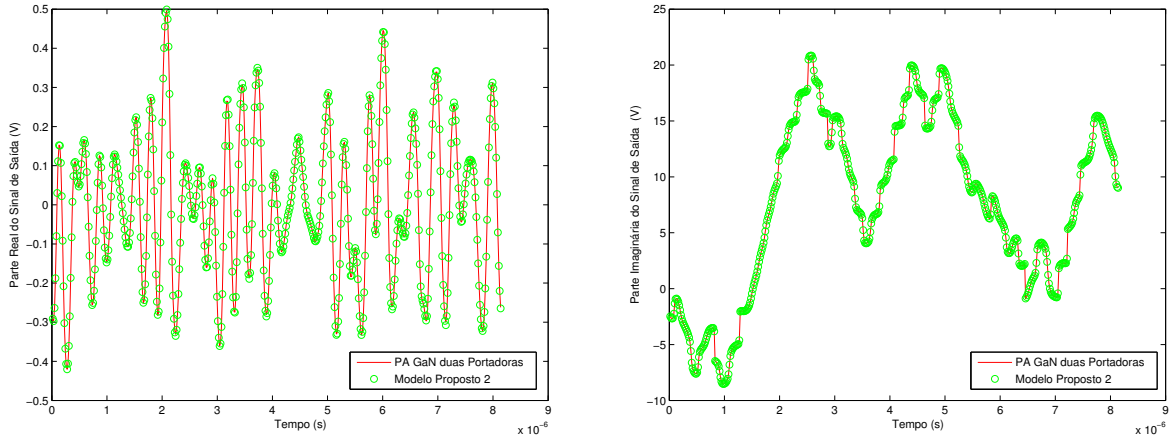 0.5
0.4
0.3
0.2
0.1
0
-0.1
-0.2
-0.3
-0.4
-0.5
Parte Real do Sinal de Saída (V)
0 1 2 3 4 5 6 7 8 9
Tempo (s)
x 10⁻⁶
PA GaN duas Portadoras
Modelo Proposto 2
25
20
15
10
5
0
−5
−10
Parte Imaginária do Sinal de Saída (V)
0 1 2 3 4 5 6 7 8 9
Tempo (s)
x 10⁻⁶
PA GaN duas Portadoras
Modelo Proposto 2